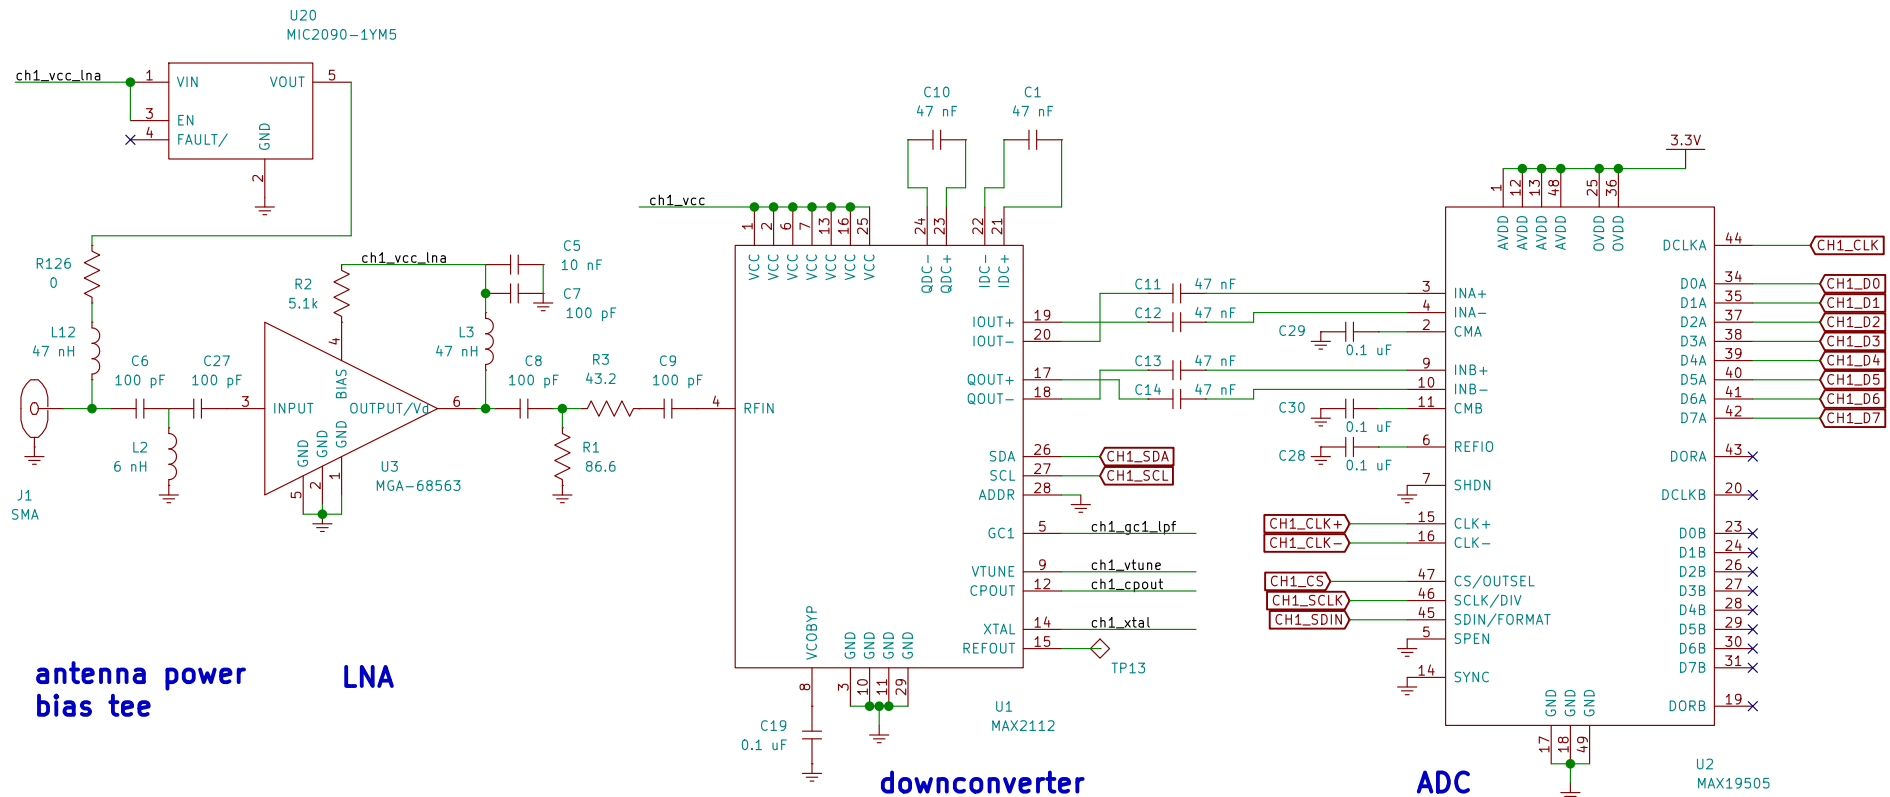 U20
MIC2090-1YM5
ch1_vcc_lna
1
VIN
VOUT
5
3
EN
4
FAULT/
GND
2
R126
0
L12
47 nH
C6
100 pF
C27
100 pF
L2
6 nH
J1
SMA
R2
5.1k
ch1_vcc_lna
C5
10 nF
C7
100 pF
L3
47 nH
4
BIAS
3
INPUT
OUTPUT/Vd
6
GND
GND
GND
5
2
1
U3
MGA-68563
C8
100 pF
R3
43.2
C9
100 pF
R1
86.6
antenna power
bias tee
LNA
C10
47 nF
C1
47 nF
ch1_vcc
1
2
6
7
13
16
25
24
23
22
21
VCC
VCC
VCC
VCC
VCC
VCC
VCC
QDC-
QDC+
IDC-
IDC+
4
RFIN
IOUT+
19
IOUT-
20
QOUT+
17
QOUT-
18
SDA
26
CH1_SDA
SCL
27
CH1_SCL
ADDR
28
GC1
5
ch1_gc1_lpf
VTUNE
9
ch1_vtune
CPOUT
12
ch1_cpout
XTAL
14
ch1_xtal
REFOUT
15
TP13
VCOBYP
GND
GND
GND
GND
8
3
10
11
29
C19
0.1 uF
U1
MAX2112
downconverter
C11
47 nF
C12
47 nF
C13
47 nF
C14
47 nF
C29
0.1 uF
C30
0.1 uF
C28
0.1 uF
3.3V
1
12
13
48
25
36
AVDD
AVDD
AVDD
AVDD
OVDD
OVDD
3
INA+
4
INA-
2
CMA
9
INB+
10
INB-
11
CMB
6
REFIO
7
SHDN
CH1_CLK+
15
CLK+
CH1_CLK-
16
CLK-
CH1_CS
47
CS/OUTSEL
CH1_SCLK
46
SCLK/DIV
CH1_SDIN
45
SDIN/FORMAT
5
SPEN
14
SYNC
DCLKA
44
CH1_CLK
D0A
34
CH1_D0
D1A
35
CH1_D1
D2A
37
CH1_D2
D3A
38
CH1_D3
D4A
39
CH1_D4
D5A
40
CH1_D5
D6A
41
CH1_D6
D7A
42
CH1_D7
DORA
43
DCLKB
20
D0B
23
D1B
24
D2B
26
D3B
27
D4B
28
D5B
29
D6B
30
D7B
31
DORB
19
GND
GND
GND
17
18
49
U2
MAX19505
ADC